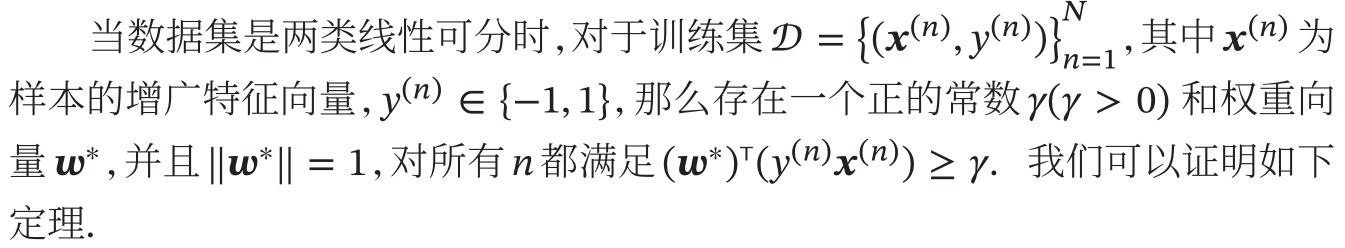 当数据集是两类线性可分时,对于训练集 𝒟 = {(𝒙⁽ⁿ⁾, y⁽ⁿ⁾)}ᴺₙ₌₁,其中 𝒙⁽ⁿ⁾ 为
样本的增广特征向量, y⁽ⁿ⁾ ∈ {−1, 1}, 那么存在一个正的常数 γ(γ > 0) 和权重向
量 𝒘*, 并且 ‖𝒘*‖ = 1, 对所有 n 都满足 (𝒘*)ᵀ(y⁽ⁿ⁾𝒙⁽ⁿ⁾) ≥ γ. 我们可以证明如下
定理.